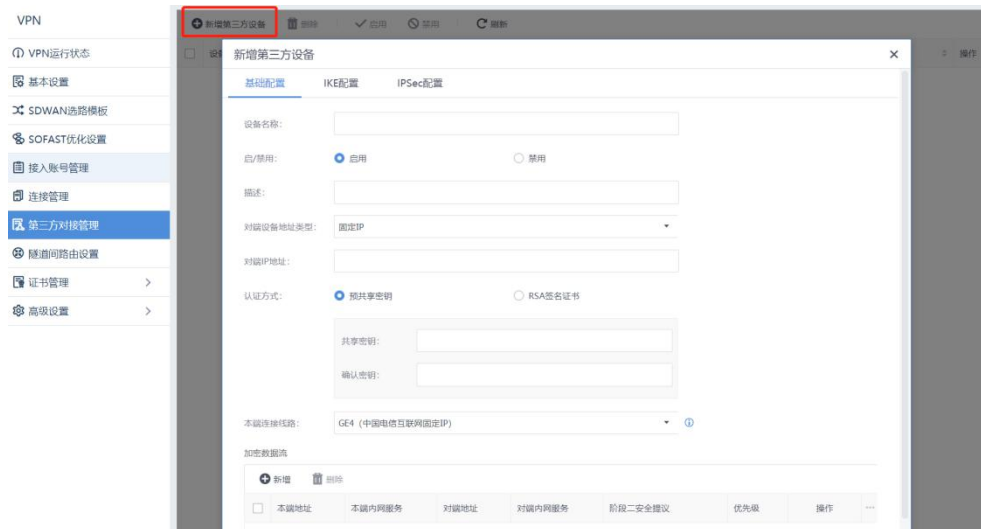 VPN
VPN运行状态
基本设置
SDWAN选路模板
SOFAST优化设置
接入账号管理
连接管理
第三方对接管理
隧道间路由设置
证书管理
高级设置
新增第三方设备 删除 启用 禁用 刷新
设备 操作
新增第三方设备
基础配置 IKE配置 IPSec配置
设备名称:
启/禁用: 启用 禁用
描述:
对端设备地址类型: 固定IP
对端IP地址:
认证方式: 预共享密钥 RSA签名证书
共享密钥:
确认密钥:
本端连接线路: GE4 (中国电信互联网固定IP)
加密数据流
新增 删除
本端地址 本端内网服务 对端地址 对端内网服务 阶段二安全提议 优先级 操作 ...